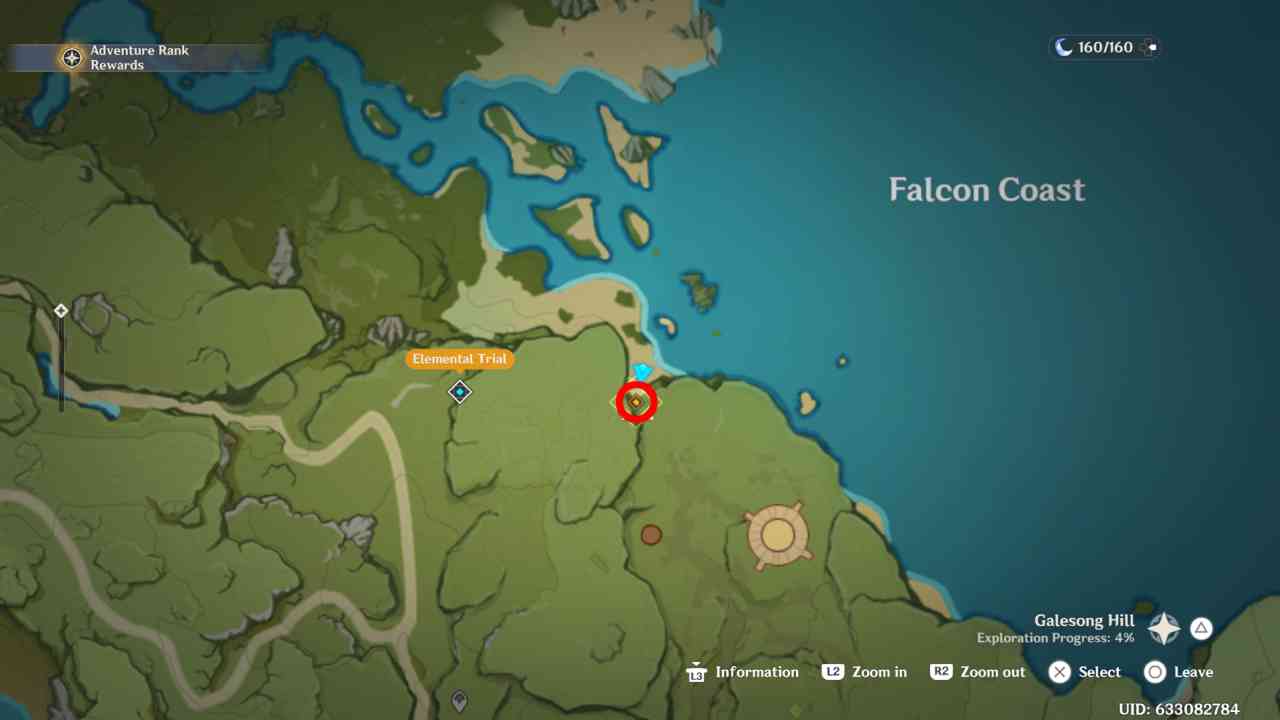 Adventure Rank
Rewards
160/160
Falcon Coast
Elemental Trial
Galesong Hill
Exploration Progress: 4%
L3 Information
L2 Zoom in
R2 Zoom out
Select
Leave
UID: 633082784